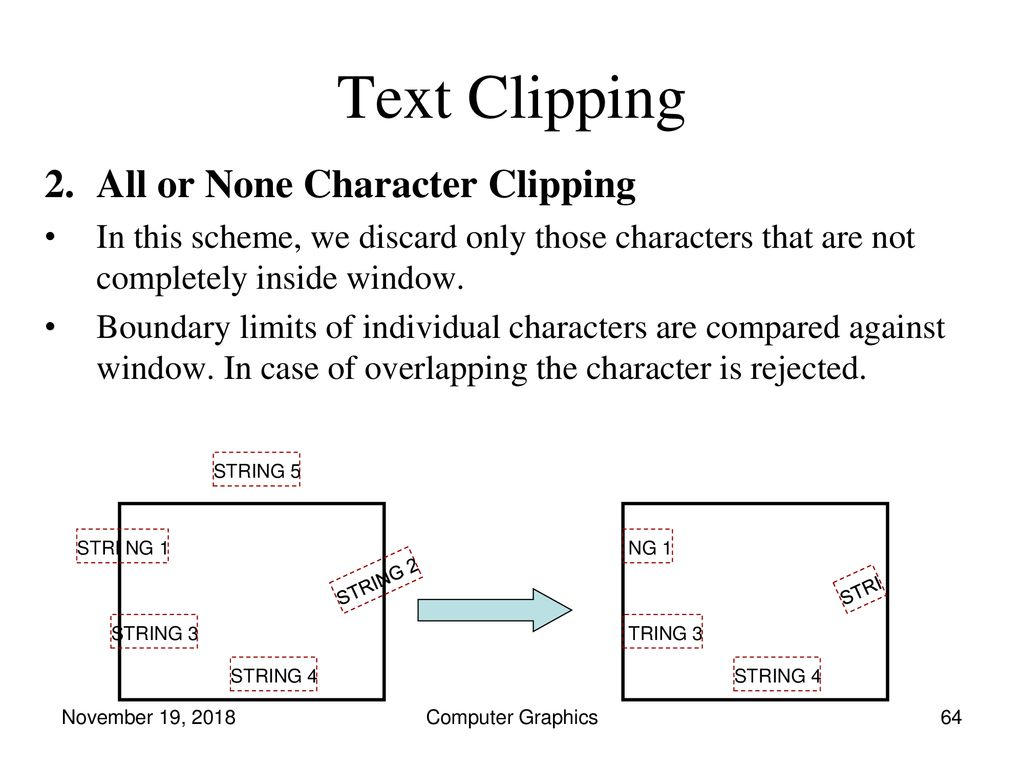 Text Clipping
2. All or None Character Clipping
• In this scheme, we discard only those characters that are not
completely inside window.
• Boundary limits of individual characters are compared against
window. In case of overlapping the character is rejected.
STRING 5
STRING 1
STRING 2
STRING 3
STRING 4
NG 1
STRI
TRING 3
STRING 4
November 19, 2018
Computer Graphics
64